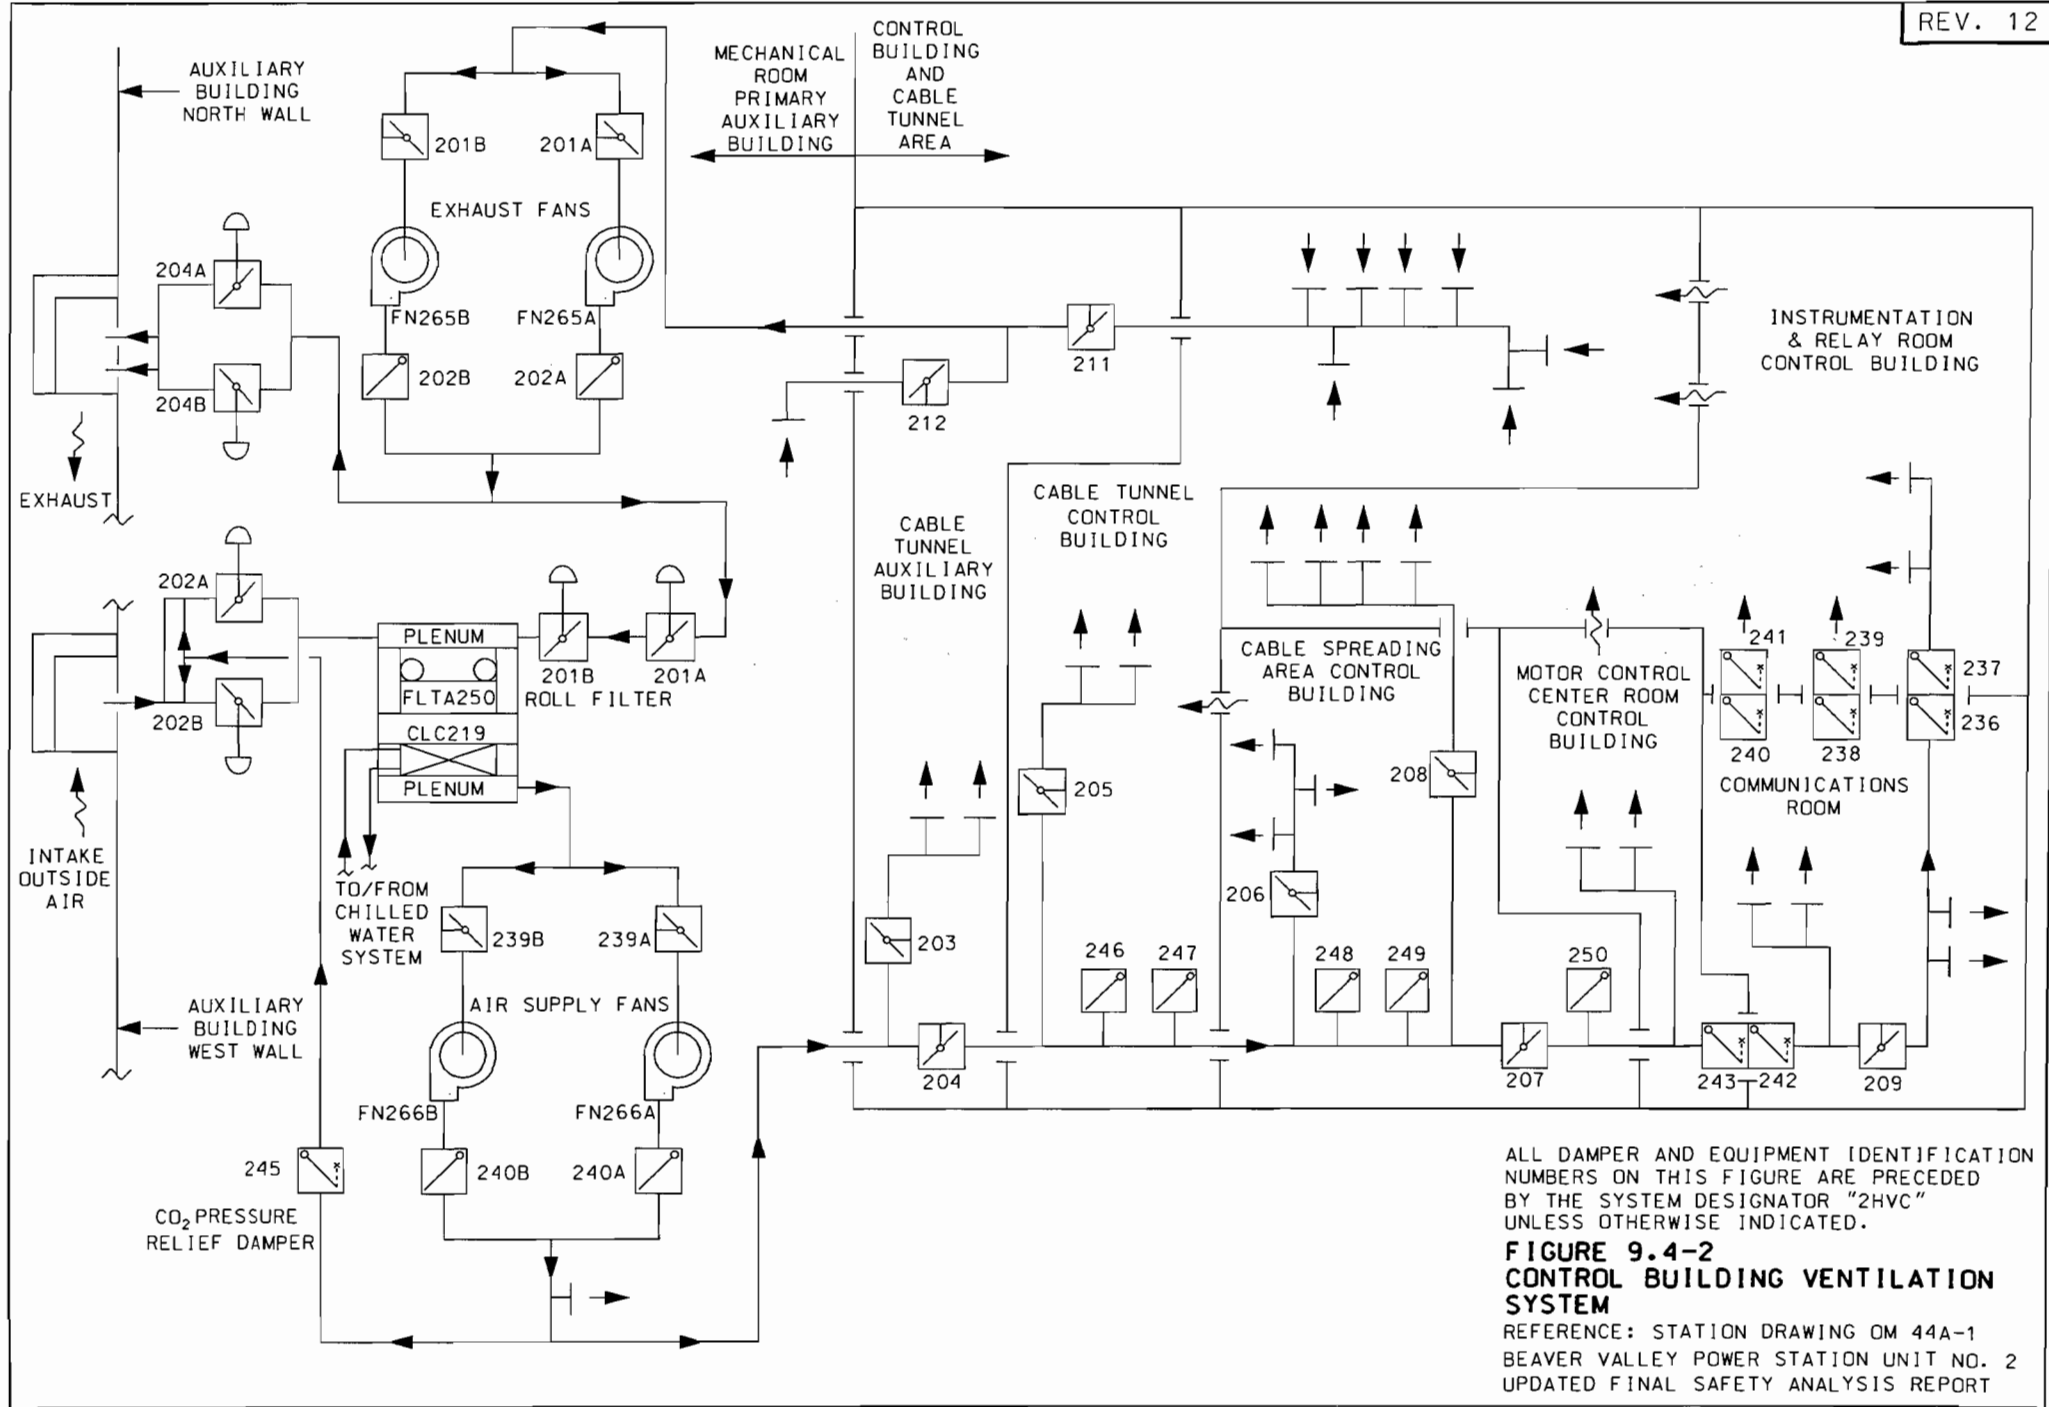 REV. 12
AUXILIARY
BUILDING
NORTH WALL
MECHANICAL
ROOM
PRIMARY
AUXILIARY
BUILDING
CONTROL
BUILDING
AND
CABLE
TUNNEL
AREA
201B
201A
EXHAUST FANS
204A
FN265B
FN265A
202B
202A
204B
EXHAUST
211
212
INSTRUMENTATION
& RELAY ROOM
CONTROL BUILDING
CABLE TUNNEL
CONTROL
BUILDING
CABLE
TUNNEL
AUXILIARY
BUILDING
202A
202B
PLENUM
FLTA250
CLC219
PLENUM
201B
201A
ROLL FILTER
CABLE SPREADING
AREA CONTROL
BUILDING
MOTOR CONTROL
CENTER ROOM
CONTROL
BUILDING
241
239
237
240
238
236
COMMUNICATIONS
ROOM
205
208
206
203
INTAKE
OUTSIDE
AIR
TO/FROM
CHILLED
WATER
SYSTEM
239B
239A
246
247
248
249
250
AUXILIARY
BUILDING
WEST WALL
AIR SUPPLY FANS
FN266B
FN266A
204
207
243
242
209
245
240B
240A
CO2 PRESSURE
RELIEF DAMPER
ALL DAMPER AND EQUIPMENT IDENTIFICATION
NUMBERS ON THIS FIGURE ARE PRECEDED
BY THE SYSTEM DESIGNATOR "2HVC"
UNLESS OTHERWISE INDICATED.
FIGURE 9.4-2
CONTROL BUILDING VENTILATION
SYSTEM
REFERENCE: STATION DRAWING OM 44A-1
BEAVER VALLEY POWER STATION UNIT NO. 2
UPDATED FINAL SAFETY ANALYSIS REPORT